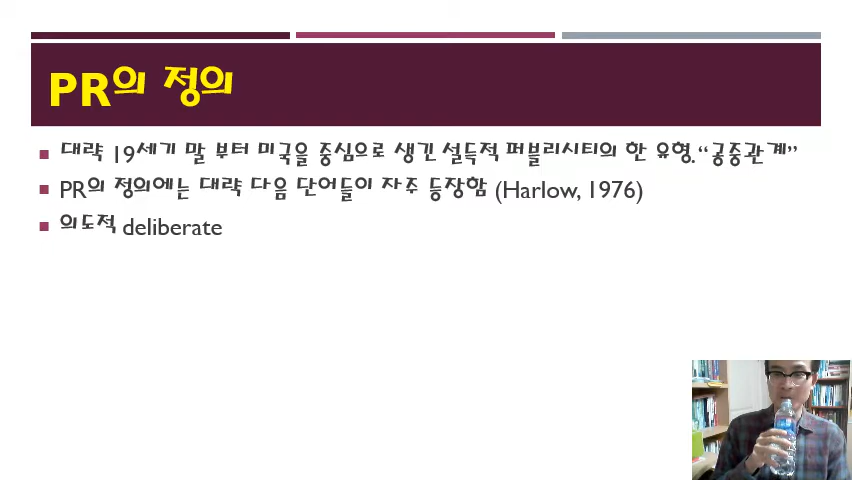 PR의 정의
대략 19세기 말 부터 미국을 중심으로 생긴 설득적 퍼블리시티의 한 유형.“공중관계”
PR의 정의에는 대략 다음 단어들이 자주 등장함 (Harlow, 1976)
의도적 deliberate